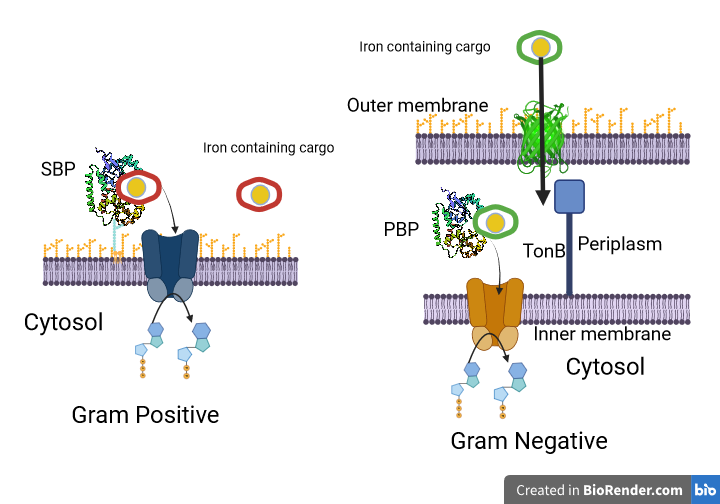 Iron containing cargo
Outer membrane
Iron containing cargo
SBP
PBP
TonB
Periplasm
Cytosol
Inner membrane
Cytosol
Gram Positive
Gram Negative
Created in BioRender.com bio